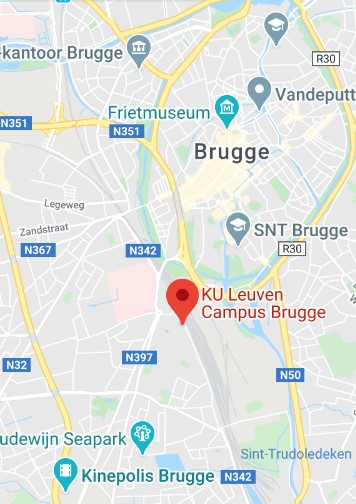 -kantoor Brugge
R30
Vandeputt
Frietmuseum
N351
N351
Brugge
Legeweg
Zandstraat
SNT Brugge
N367
N342
R30
KU Leuven
Campus Brugge
N397
N32
N50
udewijn Seapark
Sint-Trudoledeken
Kinepolis Brugge
N342